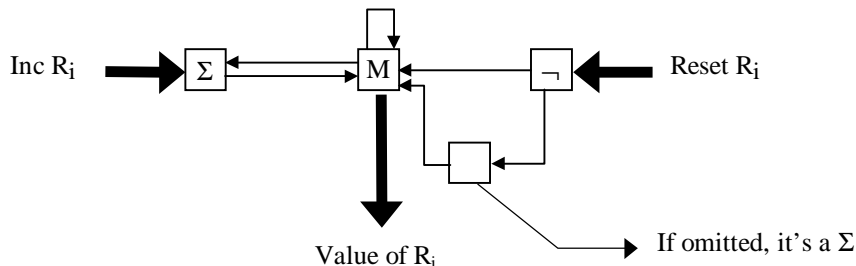 Inc Ri
Σ
M
¬
Reset Ri
If omitted, it's a Σ
Value of Ri